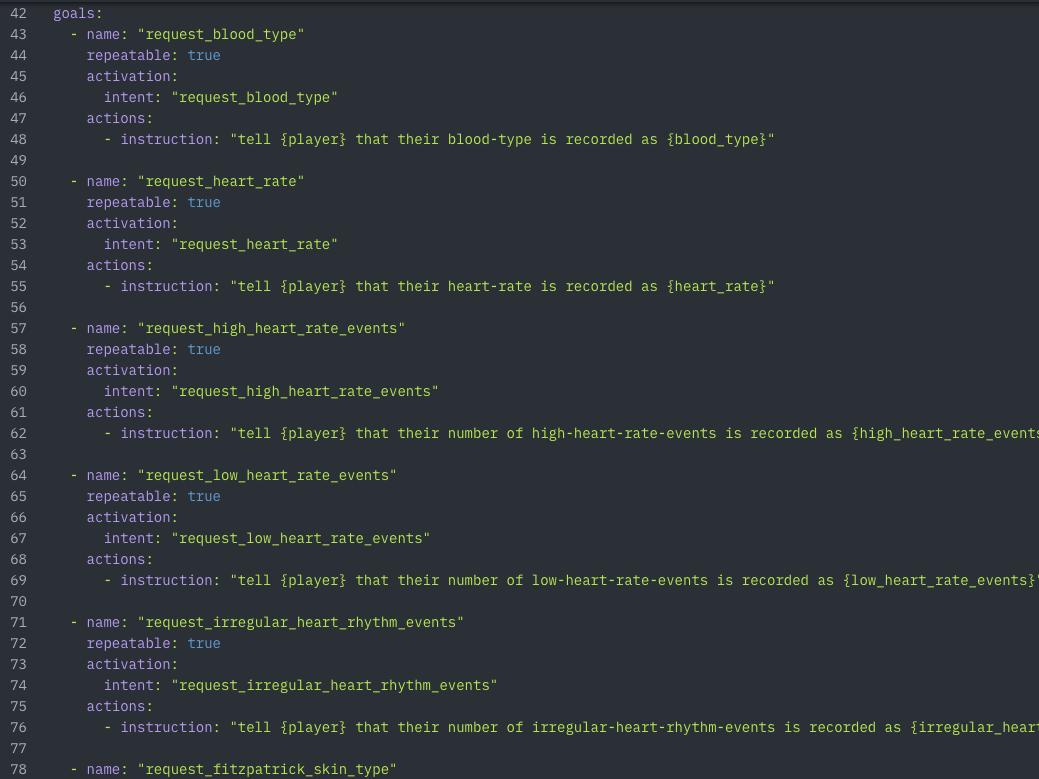 42 goals:
43 - name: "request_blood_type"
44 repeatable: true
45 activation:
46 intent: "request_blood_type"
47 actions:
48 - instruction: "tell {player} that their blood-type is recorded as {blood_type}"
49
50 - name: "request_heart_rate"
51 repeatable: true
52 activation:
53 intent: "request_heart_rate"
54 actions:
55 - instruction: "tell {player} that their heart-rate is recorded as {heart_rate}"
56
57 - name: "request_high_heart_rate_events"
58 repeatable: true
59 activation:
60 intent: "request_high_heart_rate_events"
61 actions:
62 - instruction: "tell {player} that their number of high-heart-rate-events is recorded as {high_heart_rate_events
63
64 - name: "request_low_heart_rate_events"
65 repeatable: true
66 activation:
67 intent: "request_low_heart_rate_events"
68 actions:
69 - instruction: "tell {player} that their number of low-heart-rate-events is recorded as {low_heart_rate_events}"
70
71 - name: "request_irregular_heart_rhythm_events"
72 repeatable: true
73 activation:
74 intent: "request_irregular_heart_rhythm_events"
75 actions:
76 - instruction: "tell {player} that their number of irregular-heart-rhythm-events is recorded as {irregular_heart
77
78 - name: "request_fitzpatrick_skin_type"